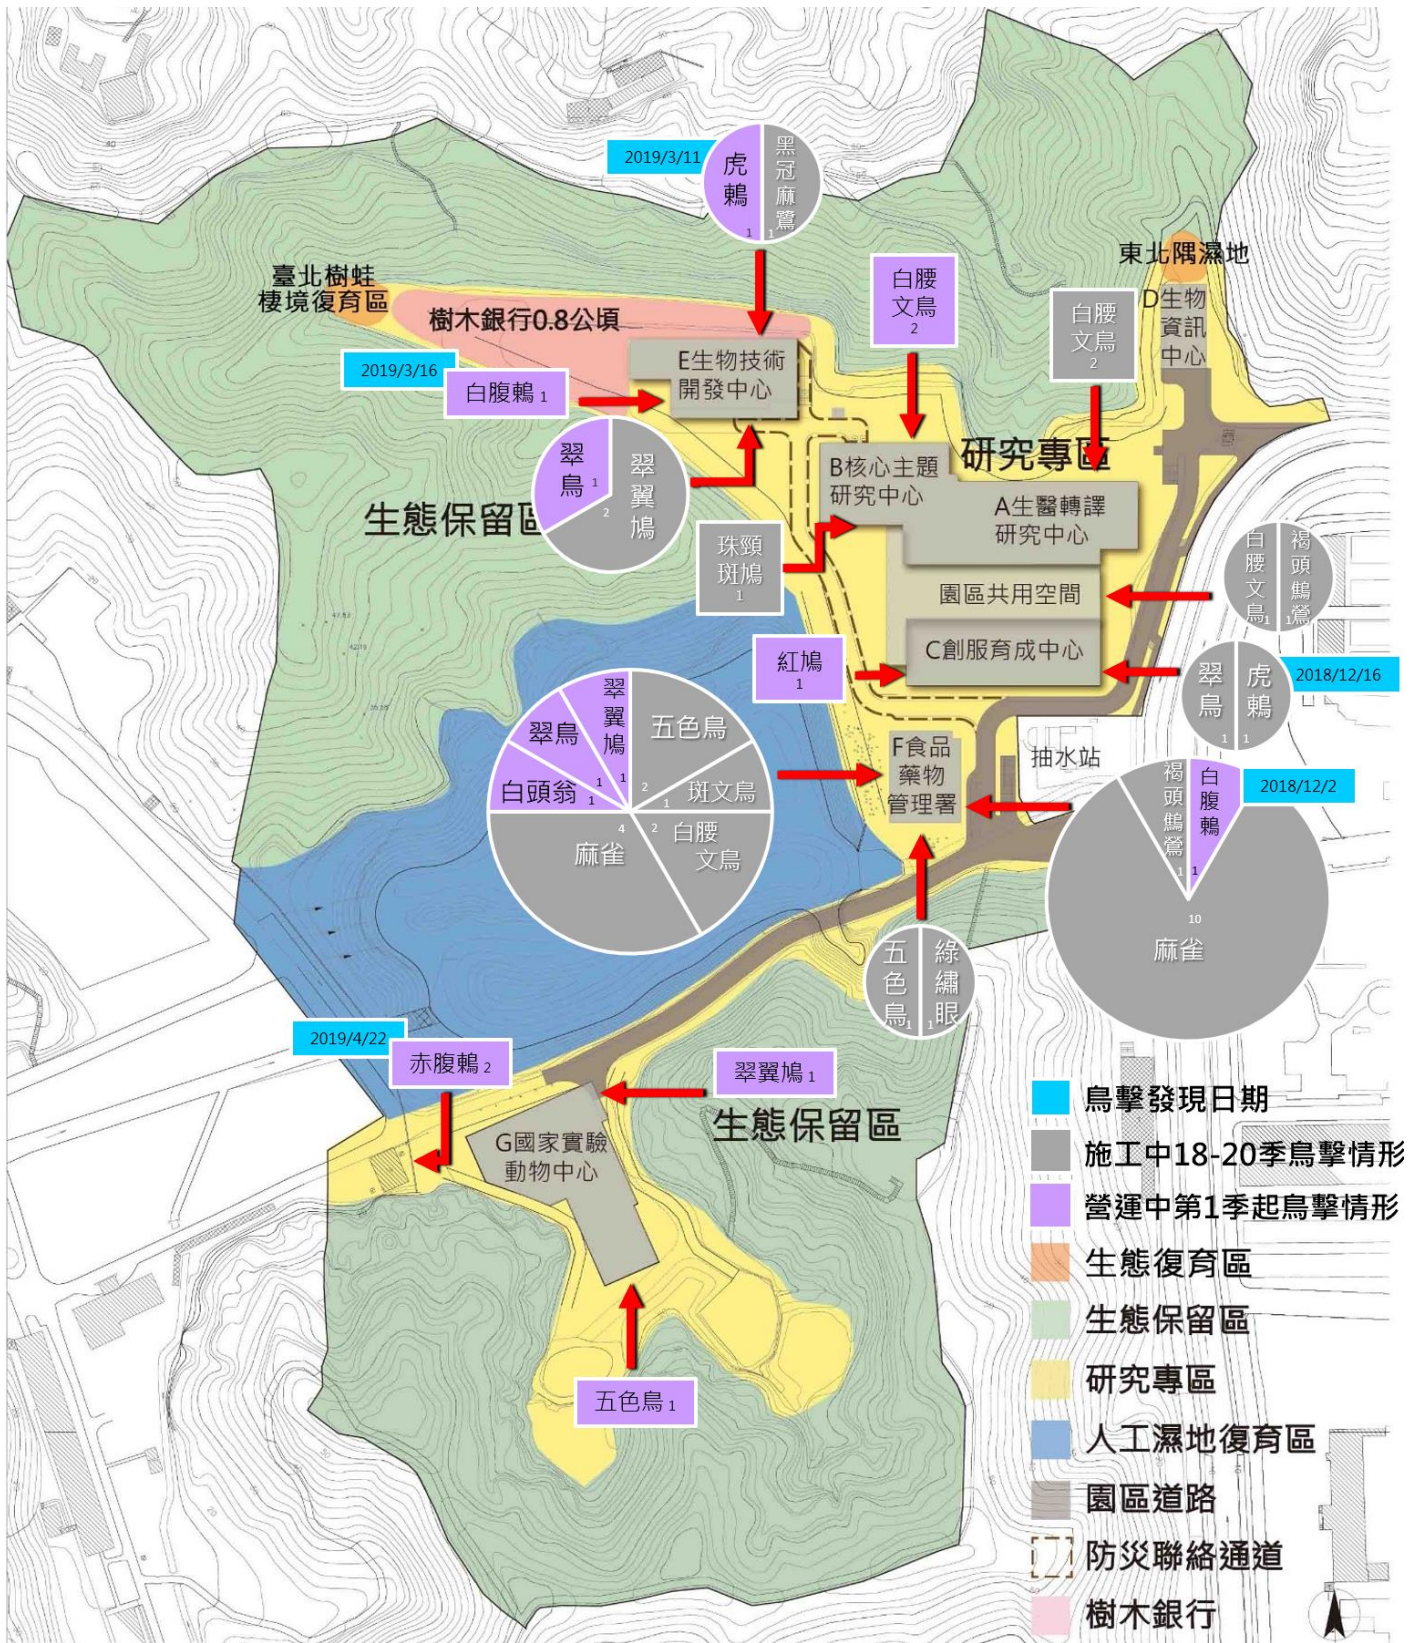 2019/3/11
虎
鶇
1
黑
冠
麻
鷺
1
東北隅濕地
臺北樹蛙
棲境復育區
白腰
文鳥
2
D生物
資訊
中心
白腰
文鳥
2
樹木銀行0.8公頃
2019/3/16
白腹鶇 1
E生物技術
開發中心
翠
鳥
1
翠
翼
鳩
2
生態保留區
B核心主題
研究中心
研究專區
A生醫轉譯
研究中心
珠頸
斑鳩
1
園區共用空間
白
腰
文
鳥
1
褐
頭
鷦
鶯
1
紅鳩
1
C創服育成中心
翠
鳥
1
虎
鶇
1
2018/12/16
翠
翼
鳩
1
五色鳥
2
翠鳥
1
斑文鳥
1
白頭翁
1
白腰
文鳥
2
麻雀
4
F食品
藥物
管理署
抽水站
褐
頭
鷦
鶯
1
白
腹
鶇
1
2018/12/2
10
麻雀
五
色
鳥
1
綠
繡
眼
1
2019/4/22
赤腹鶇 2
翠翼鳩 1
生態保留區
G國家實驗
動物中心
五色鳥 1
鳥擊發現日期
施工中18-20季鳥擊情形
營運中第1季起鳥擊情形
生態復育區
生態保留區
研究專區
人工濕地復育區
園區道路
防災聯絡通道
樹木銀行